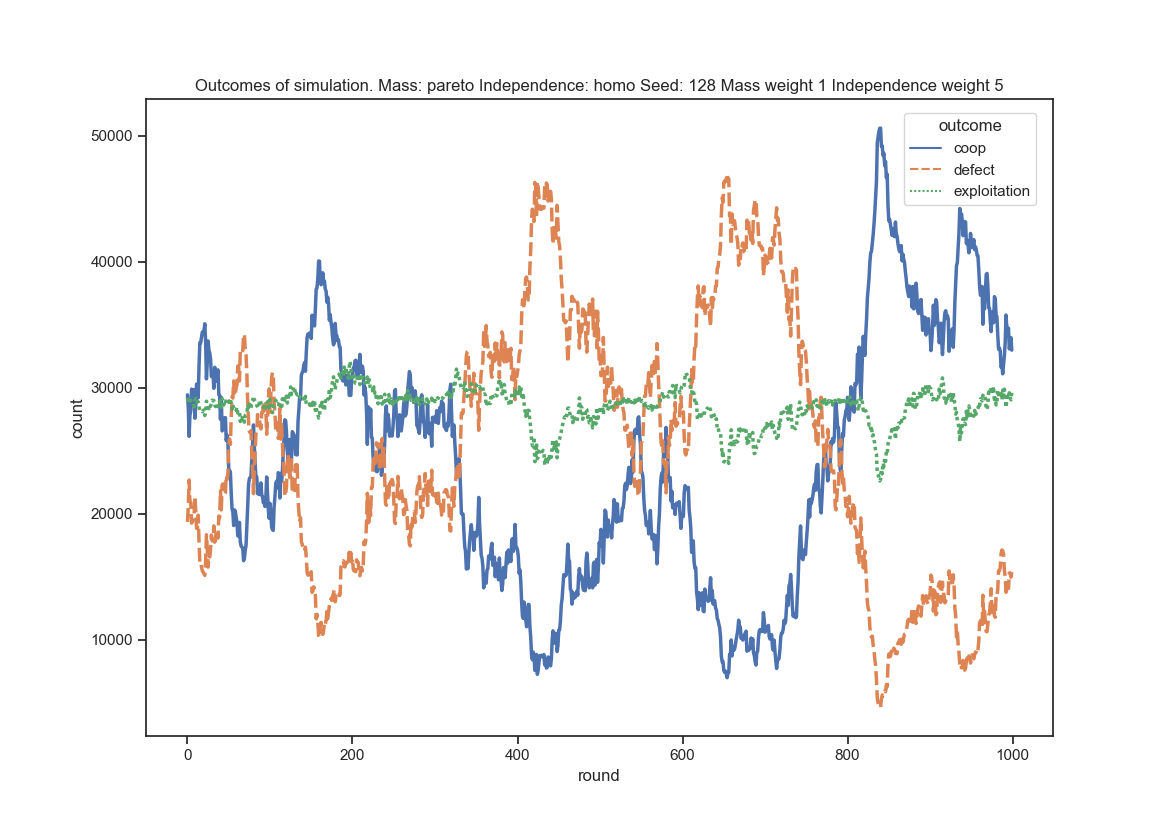 Outcomes of simulation. Mass: pareto Independence: homo Seed: 128 Mass weight 1 Independence weight 5
outcome
coop
defect
exploitation
50000
40000
30000
20000
10000
count
0 200 400 600 800 1000
round